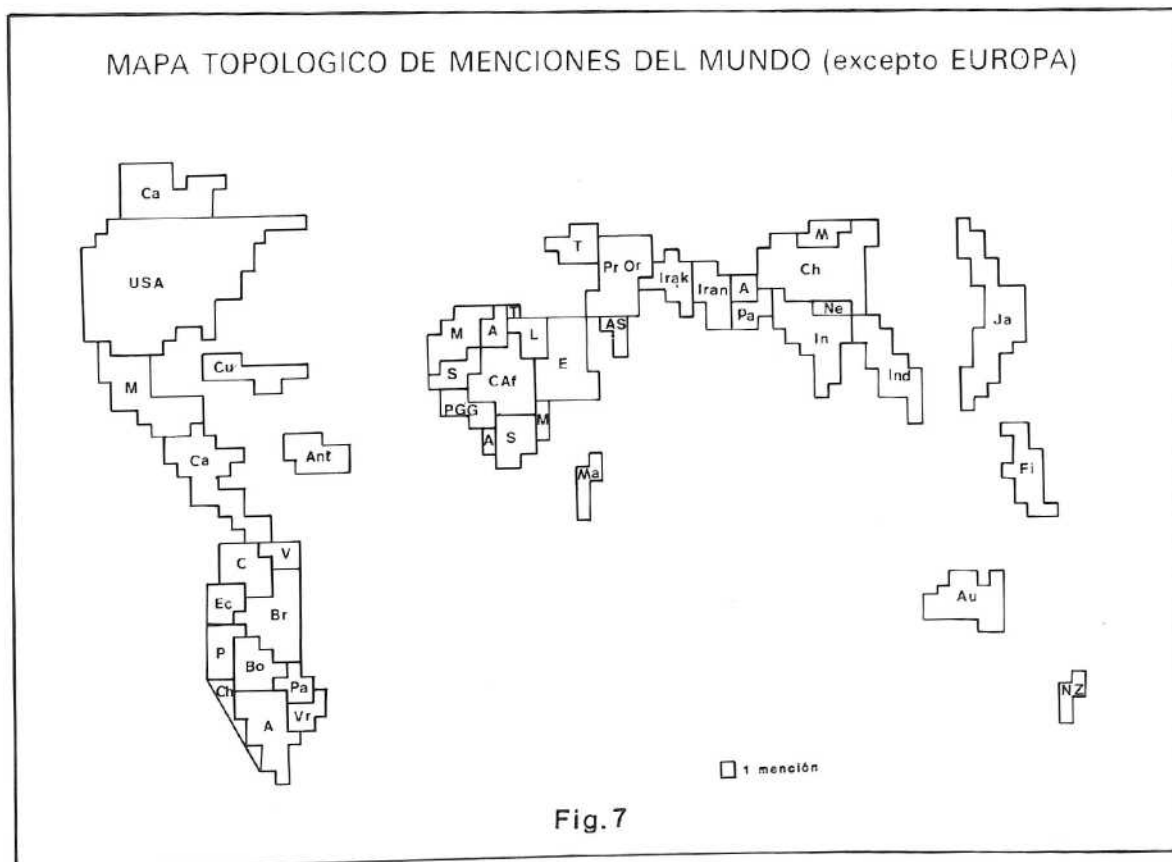 MAPA TOPOLOGICO DE MENCIONES DEL MUNDO (excepto EUROPA)
Ca
USA
M
Cu
Ca
Ant
C
V
Ec
Br
P
Bo
Ch
Pa
A
Vr
T
Pr Or
Irak
Iran
A
Pa
M
Ch
Ne
In
Ind
Ja
M
A
T
L
E
AS
S
CAf
PGG
A
S
M
Ma
Fi
Au
NZ
1 mención
Fig.7